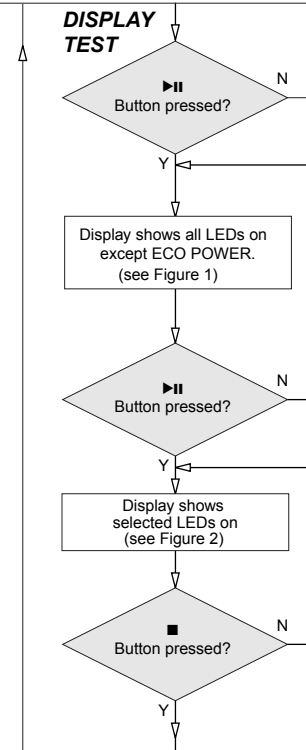 DISPLAY
TEST
▶II
Button pressed?
N
Y
Display shows all LEDs on
except ECO POWER.
(see Figure 1)
▶II
Button pressed?
N
Y
Display shows
selected LEDs on
(see Figure 2)
■
Button pressed?
N
Y